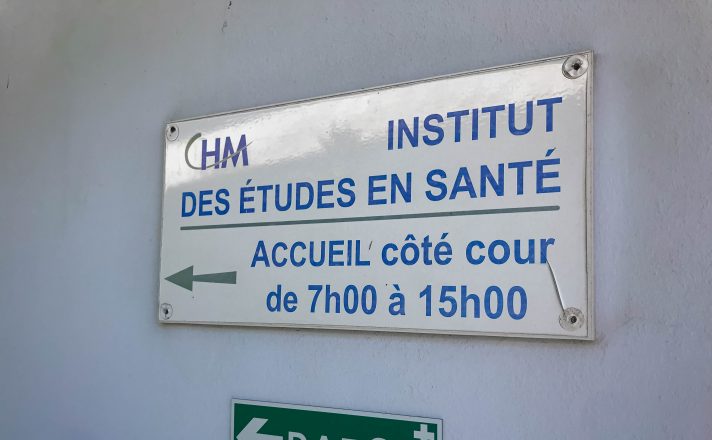 CHM INSTITUT
DES ÉTUDES EN SANTÉ
ACCUEIL côté cour
de 7h00 à 15h00